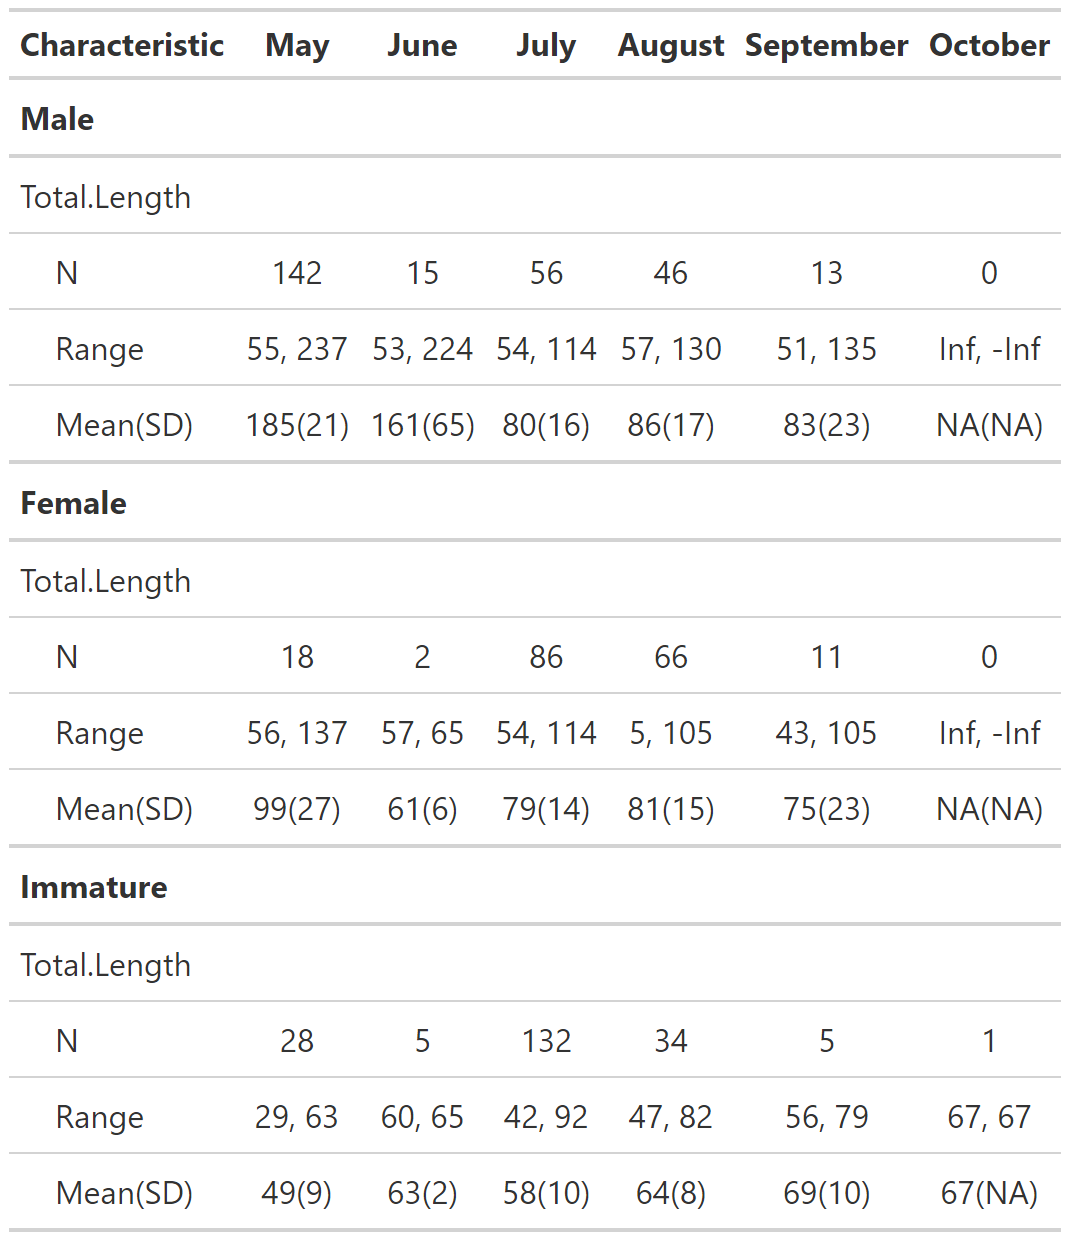 Characteristic May June July August September October
Male
Total.Length
N 142 15 56 46 13 0
Range 55, 237 53, 224 54, 114 57, 130 51, 135 Inf, -Inf
Mean(SD) 185(21) 161(65) 80(16) 86(17) 83(23) NA(NA)
Female
Total.Length
N 18 2 86 66 11 0
Range 56, 137 57, 65 54, 114 5, 105 43, 105 Inf, -Inf
Mean(SD) 99(27) 61(6) 79(14) 81(15) 75(23) NA(NA)
Immature
Total.Length
N 28 5 132 34 5 1
Range 29, 63 60, 65 42, 92 47, 82 56, 79 67, 67
Mean(SD) 49(9) 63(2) 58(10) 64(8) 69(10) 67(NA)